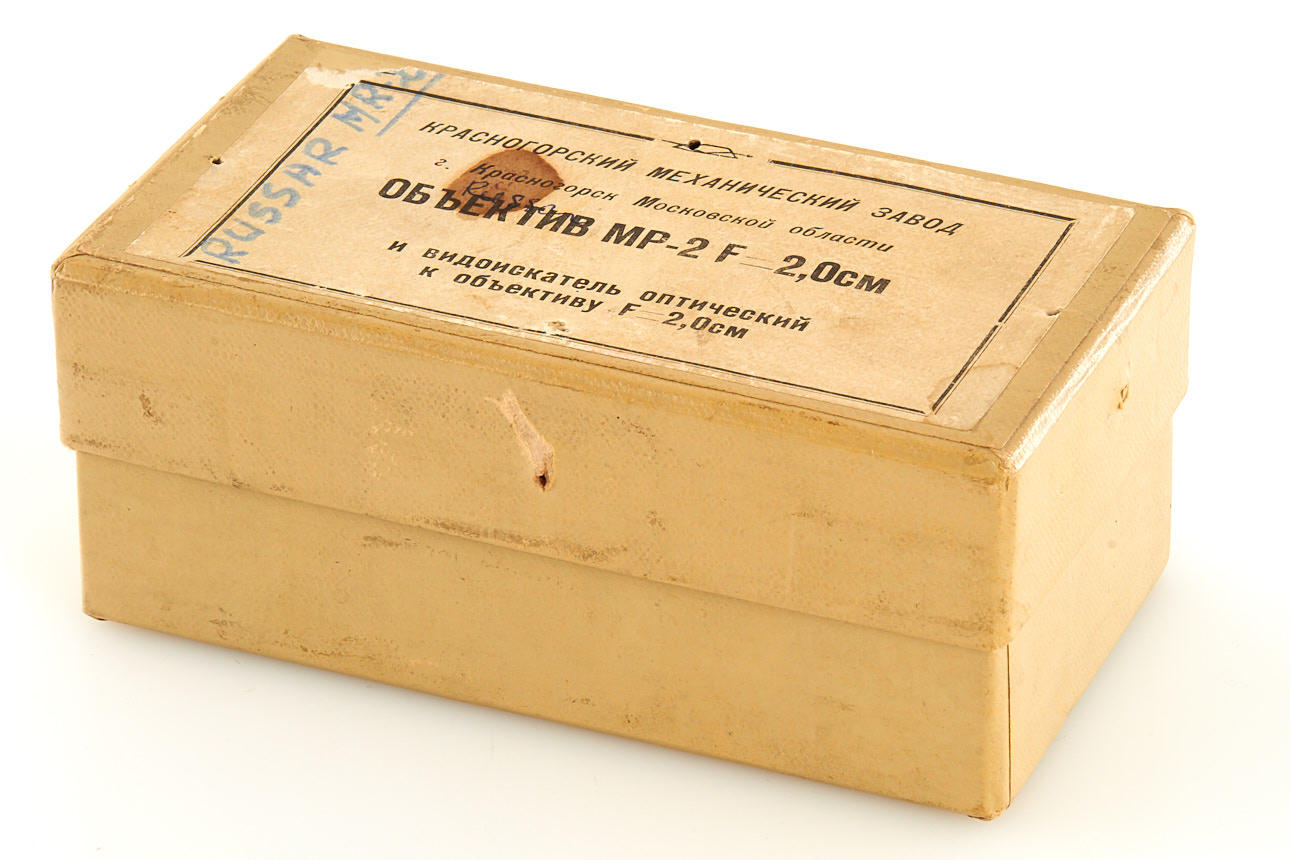 RUSSAR MR-2
КРАСНОГОРСКИЙ МЕХАНИЧЕСКИЙ ЗАВОД
г. Красногорск Московской области
ОБЪЕКТИВ МР-2 F=2,0см
и видоискатель оптический
к объективу F=2,0см